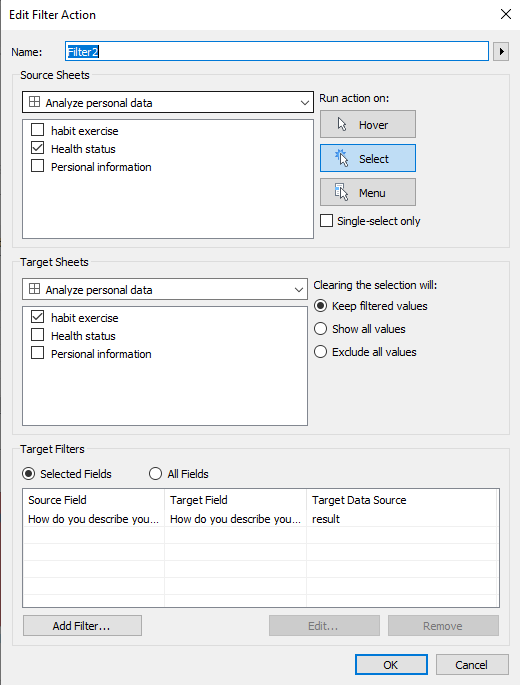 Edit Filter Action
Name: Filter2
Source Sheets
Analyze personal data
habit exercise
Health status
Persional information
Run action on:
Hover
Select
Menu
Single-select only
Target Sheets
Analyze personal data
habit exercise
Health status
Persional information
Clearing the selection will:
Keep filtered values
Show all values
Exclude all values
Target Filters
Selected Fields All Fields
Source Field Target Field Target Data Source
How do you describe you... How do you describe you... result
Add Filter... Edit... Remove
OK Cancel